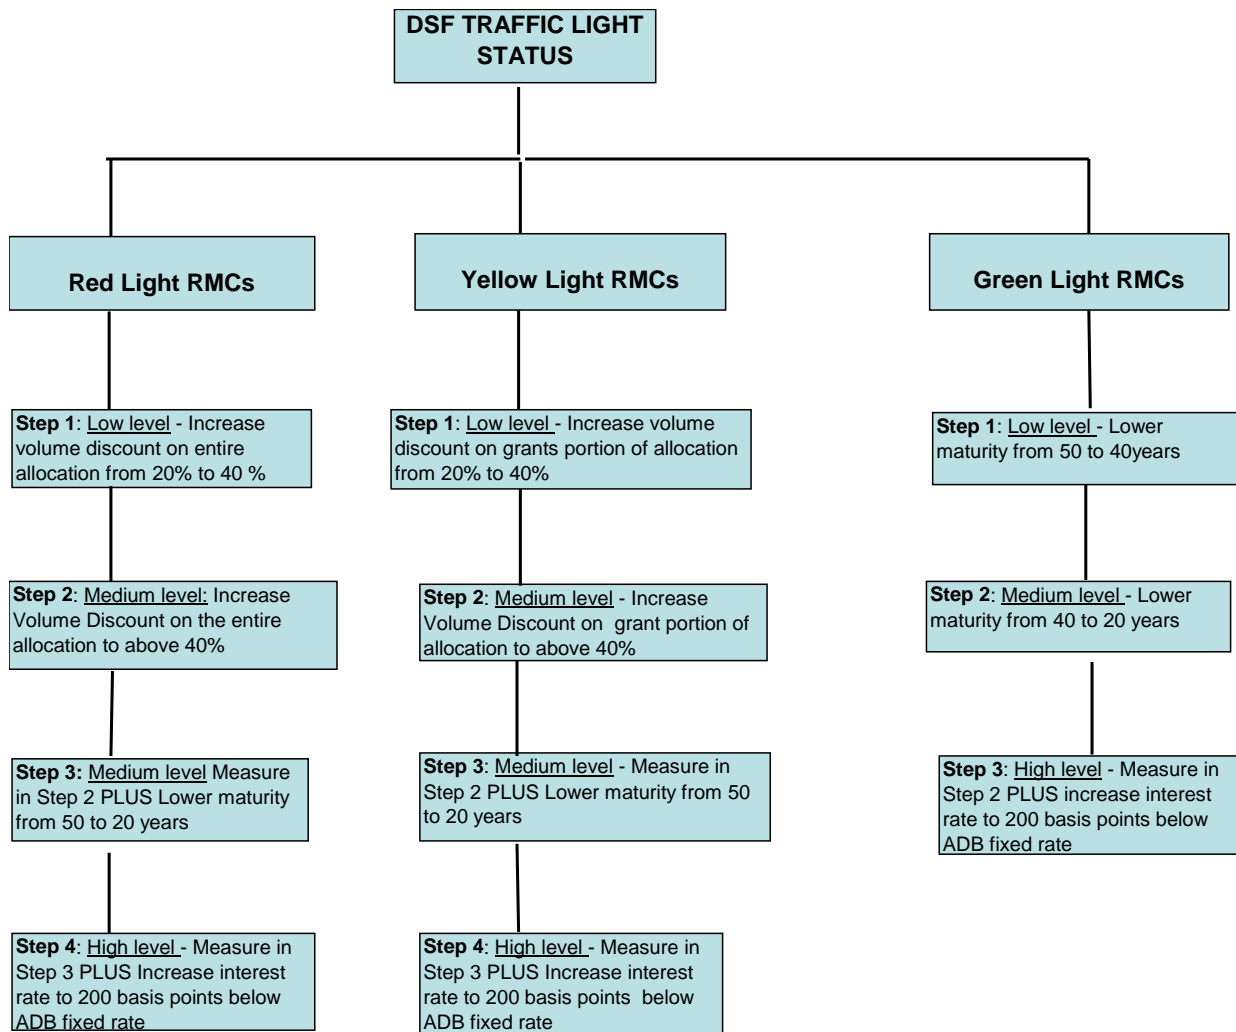 DSF TRAFFIC LIGHT
STATUS
Red Light RMCs
Yellow Light RMCs
Green Light RMCs
Step 1: Low level - Increase
volume discount on entire
allocation from 20% to 40 %
Step 1: Low level - Increase volume
discount on grants portion of allocation
from 20% to 40%
Step 1: Low level - Lower
maturity from 50 to 40years
Step 2: Medium level: Increase
Volume Discount on the entire
allocation to above 40%
Step 2: Medium level - Increase
Volume Discount on grant portion of
allocation to above 40%
Step 2: Medium level - Lower
maturity from 40 to 20 years
Step 3: Medium level Measure
in Step 2 PLUS Lower maturity
from 50 to 20 years
Step 3: Medium level - Measure in
Step 2 PLUS Lower maturity from 50
to 20 years
Step 3: High level - Measure in
Step 2 PLUS increase interest
rate to 200 basis points below
ADB fixed rate
Step 4: High level - Measure in
Step 3 PLUS Increase interest
rate to 200 basis points below
ADB fixed rate
Step 4: High level - Measure in
Step 3 PLUS Increase interest
rate to 200 basis points below
ADB fixed rate